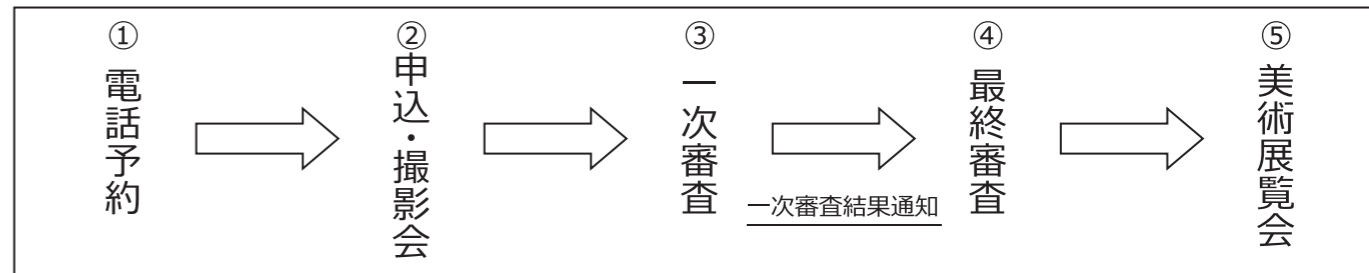 ①
電話予約
②
申込・撮影会
③
一次審査
一次審査結果通知
④
最終審査
⑤
美術展覧会